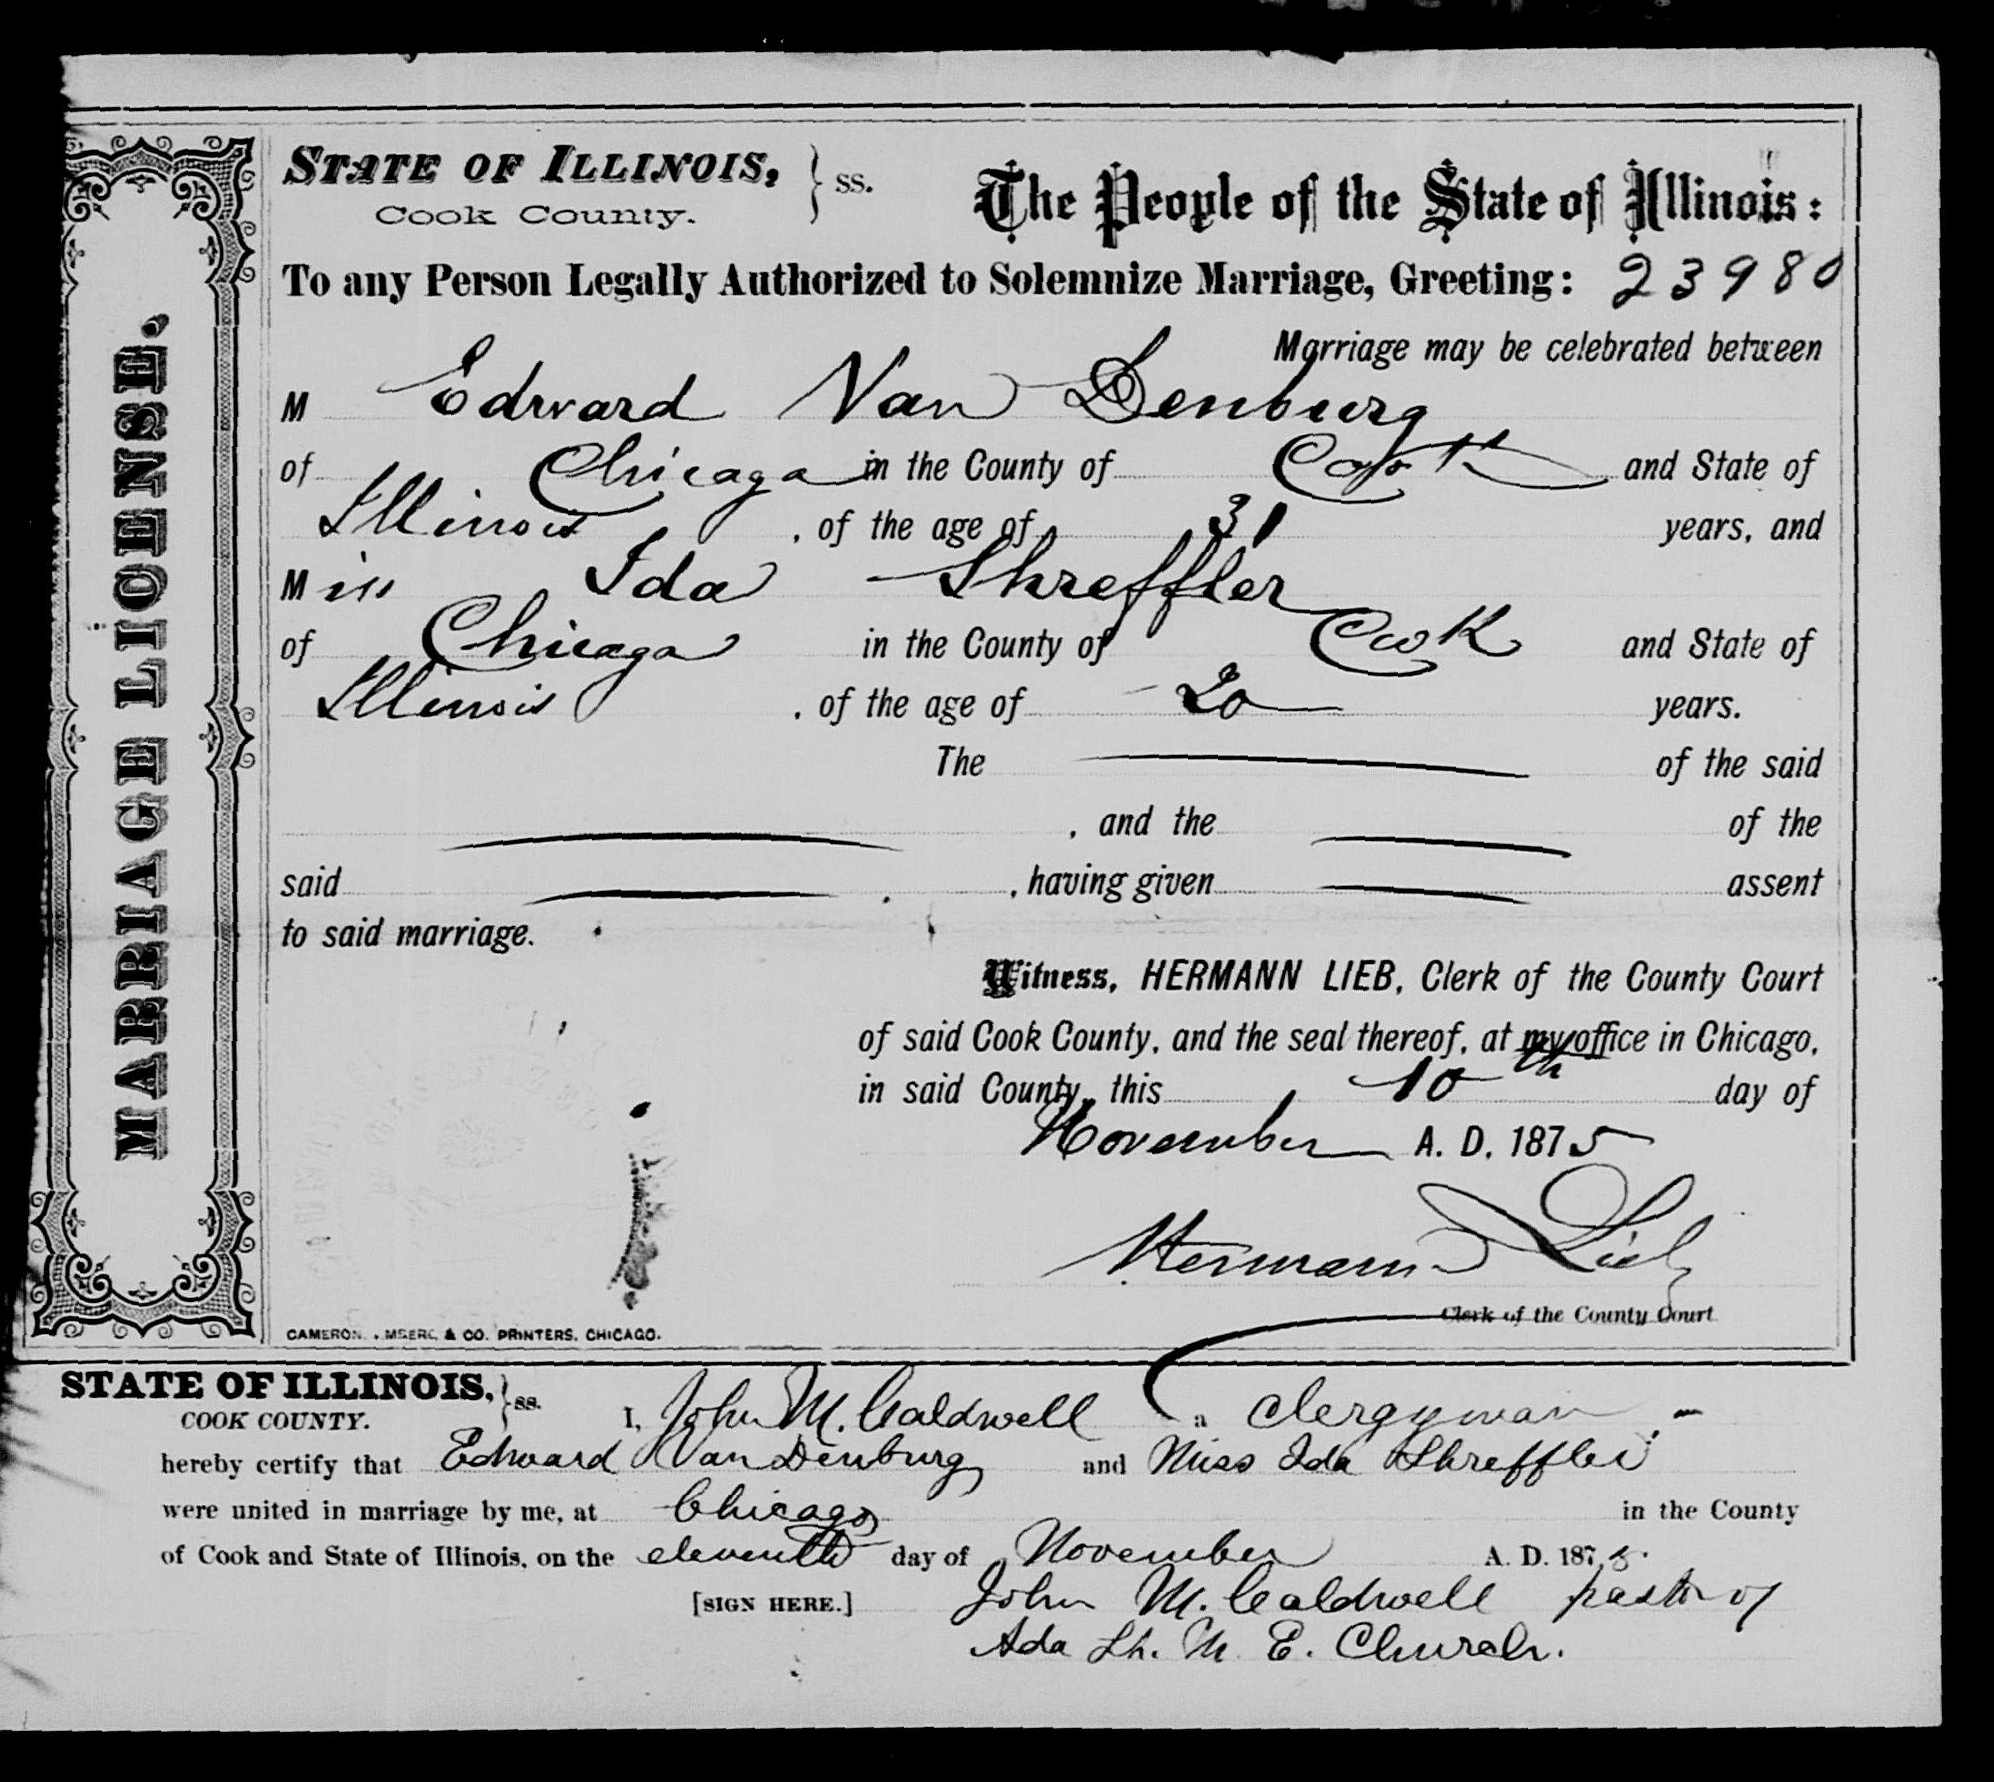 MARRIAGE LICENSE.
STATE OF ILLINOIS, } ss.
Cook County.
The People of the State of Illinois:
To any Person Legally Authorized to Solemnize Marriage, Greeting: 23980
Marriage may be celebrated between
M Edward Van Denburg
of Chicago in the County of Cook and State of
Illinois, of the age of 31 years, and
Miss Ida Shreffler
of Chicago in the County of Cook and State of
Illinois, of the age of 20 years.
The of the said
, and the of the
said , having given assent
to said marriage.
Witness, HERMANN LIEB, Clerk of the County Court
of said Cook County, and the seal thereof, at my office in Chicago,
in said County, this 10th day of
November A. D. 1875
Hermann Lieb
Clerk of the County Court
CAMERON, & CO. PRINTERS, CHICAGO.
STATE OF ILLINOIS, } ss.
COOK COUNTY.
I, John M. Caldwell a Clergyman
hereby certify that Edward VanDenburg and Miss Ida Shreffler
were united in marriage by me, at Chicago in the County
of Cook and State of Illinois, on the eleventh day of November A. D. 1875.
[SIGN HERE.] John M. Caldwell pastor of
Ada St. M. E. Church.